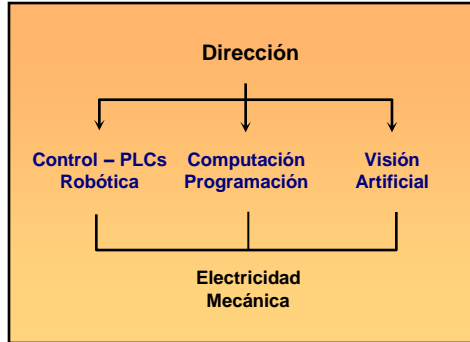 Dirección
Control – PLCs
Robótica
Computación
Programación
Visión
Artificial
Electricidad
Mecánica